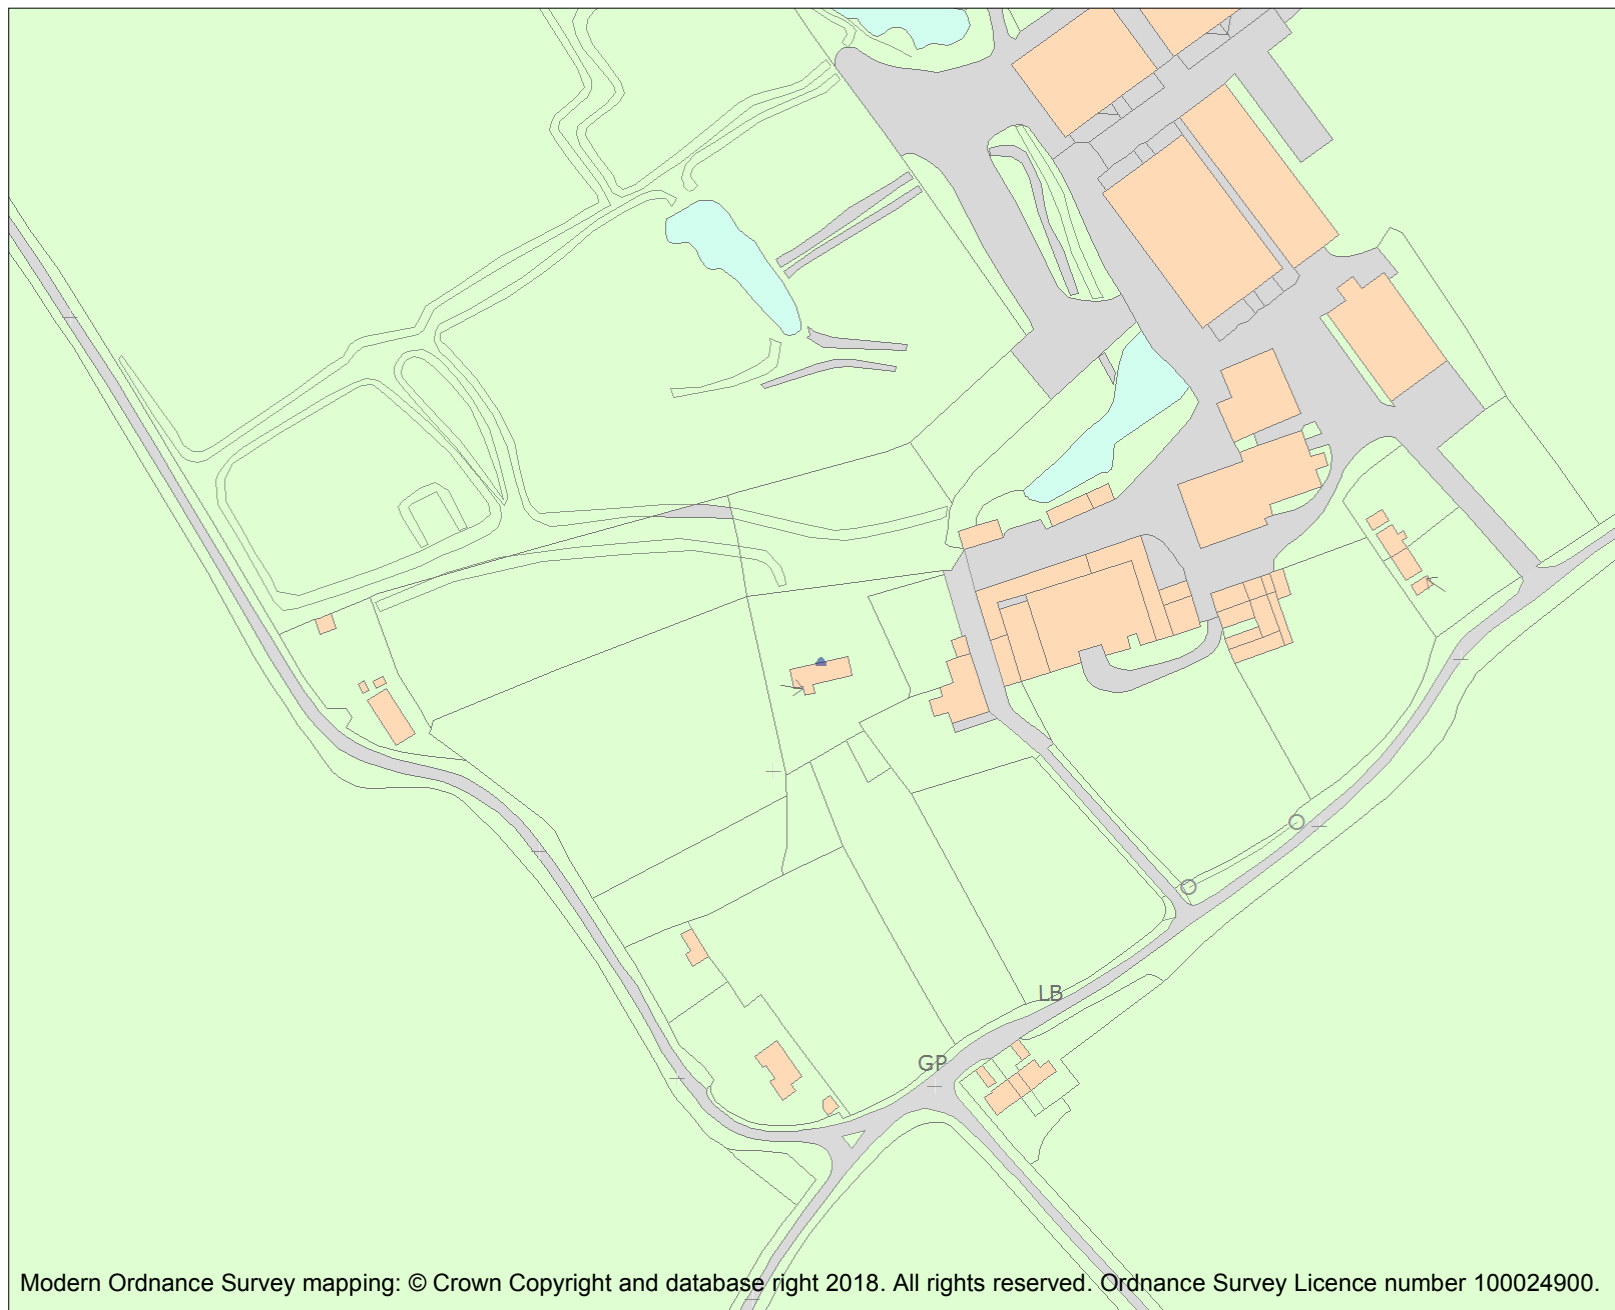 LB
GP
Modern Ordnance Survey mapping: © Crown Copyright and database right 2018. All rights reserved. Ordnance Survey Licence number 100024900.